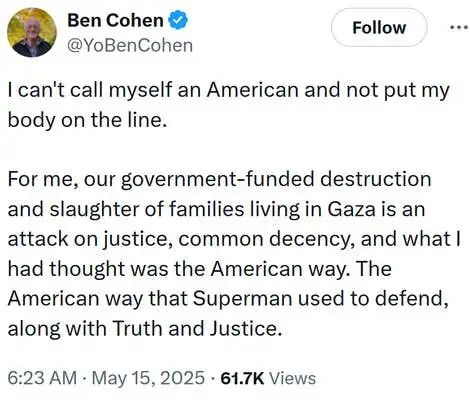 Ben Cohen
@YoBenCohen
Follow
I can't call myself an American and not put my
body on the line.
For me, our government-funded destruction
and slaughter of families living in Gaza is an
attack on justice, common decency, and what I
had thought was the American way. The
American way that Superman used to defend,
along with Truth and Justice.
6:23 AM · May 15, 2025 · 61.7K Views